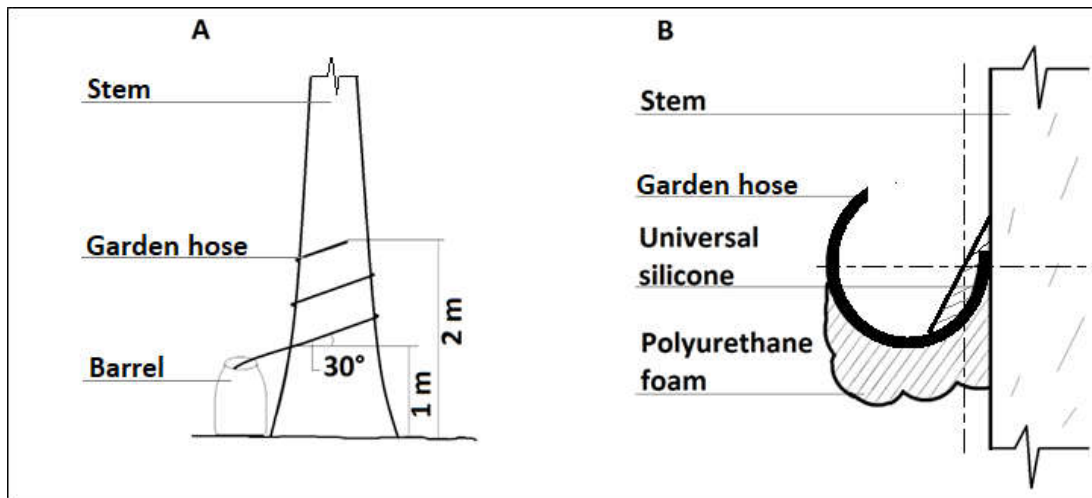 A
Stem
Garden hose
Barrel
30°
1 m
2 m
B
Stem
Garden hose
Universal
silicone
Polyurethane
foam